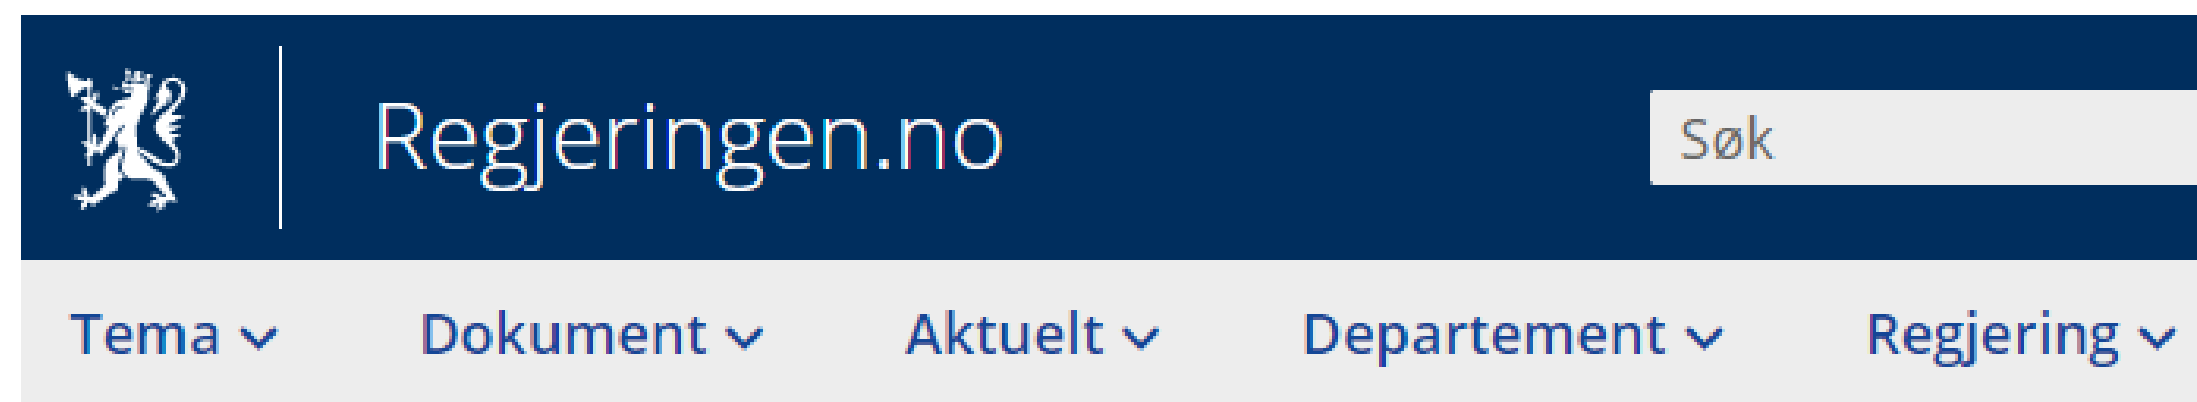 Regjeringen.no
Søk
Tema Dokument Aktuelt Departement Regjering